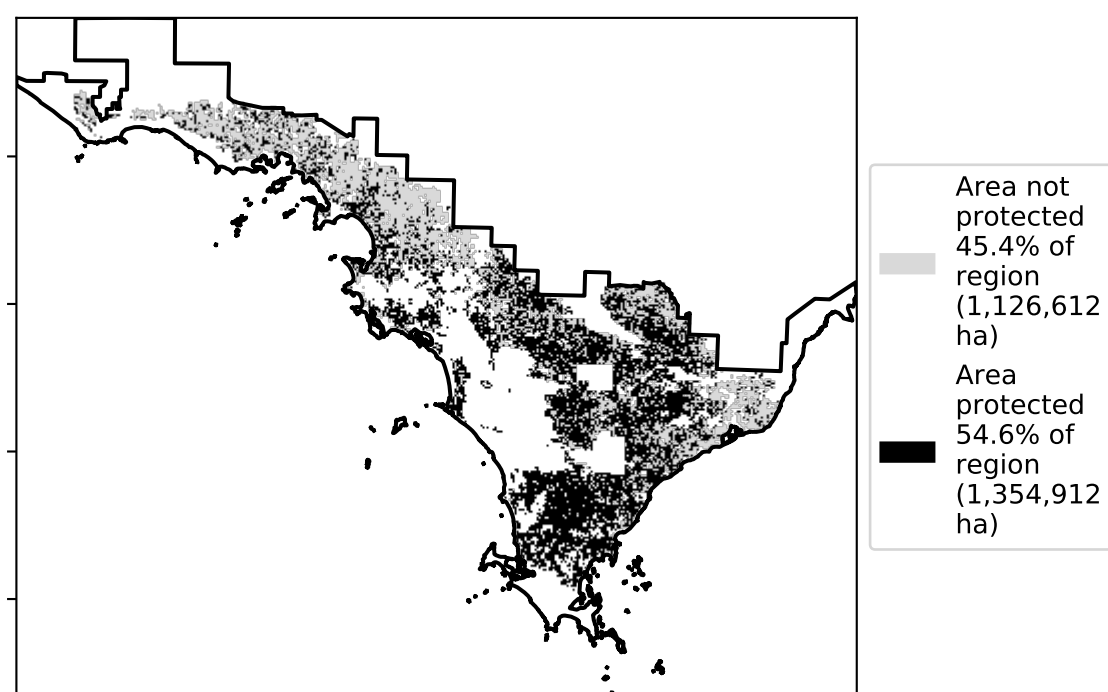 Area not
protected
45.4% of
region
(1,126,612
ha)
Area
protected
54.6% of
region
(1,354,912
ha)